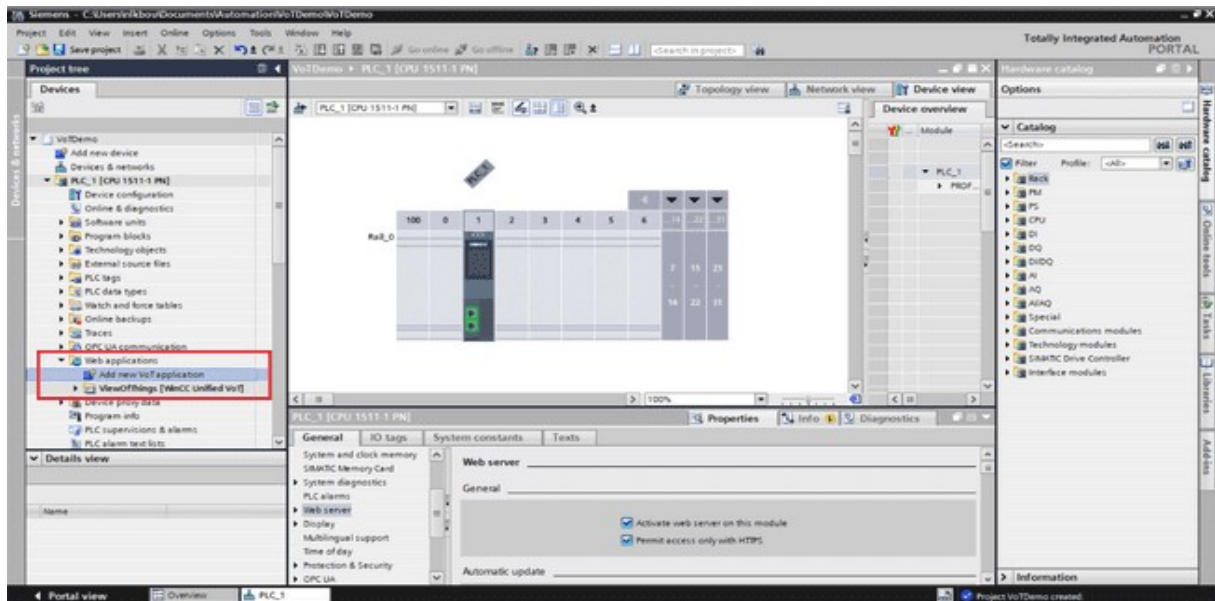 Siemens - C:\Users\nikbou\Documents\Automation\VoTDemo\VoTDemo
Project Edit View Insert Online Options Tools Window Help
Save project
Go online Go offline
<Search in project>
Totally Integrated Automation
PORTAL
Project tree
VoTDemo ▸ PLC_1 [CPU 1511-1 PN]
Hardware catalog
Devices
Topology view Network view Device view
Options
PLC_1 [CPU 1511-1 PN]
Device overview
Devices & networks
VoTDemo
Add new device
Devices & networks
PLC_1 [CPU 1511-1 PN]
Device configuration
Online & diagnostics
Software units
Program blocks
Technology objects
External source files
PLC tags
PLC data types
Watch and force tables
Online backups
Traces
OPC UA communication
Web applications
Add new VoT application
ViewOfThings [WinCC Unified VoT]
Device proxy data
Program info
PLC supervisions & alarms
PLC alarm text lists
PLC_1
100 0 1 2 3 4 5 6
Rail_0
7 15 23
14 22 31
100%
... Module
PLC_1
PROF...
Catalog
<Search>
Filter Profile: <All>
Rack
PM
PS
CPU
DI
DQ
DI/DQ
AI
AQ
AI/AQ
Special
Communications modules
Technology modules
SIMATIC Drive Controller
Interface modules
Information
Hardware catalog
Online tools
Tasks
Libraries
Add-ins
Details view
Name
PLC_1 [CPU 1511-1 PN]
Properties Info Diagnostics
General IO tags System constants Texts
System and clock memory
SIMATIC Memory Card
System diagnostics
PLC alarms
Web server
Display
Multilingual support
Time of day
Protection & Security
OPC UA
Web server
General
Activate web server on this module
Permit access only with HTTPS
Automatic update
Portal view Overview PLC_1
Project VoTDemo created.